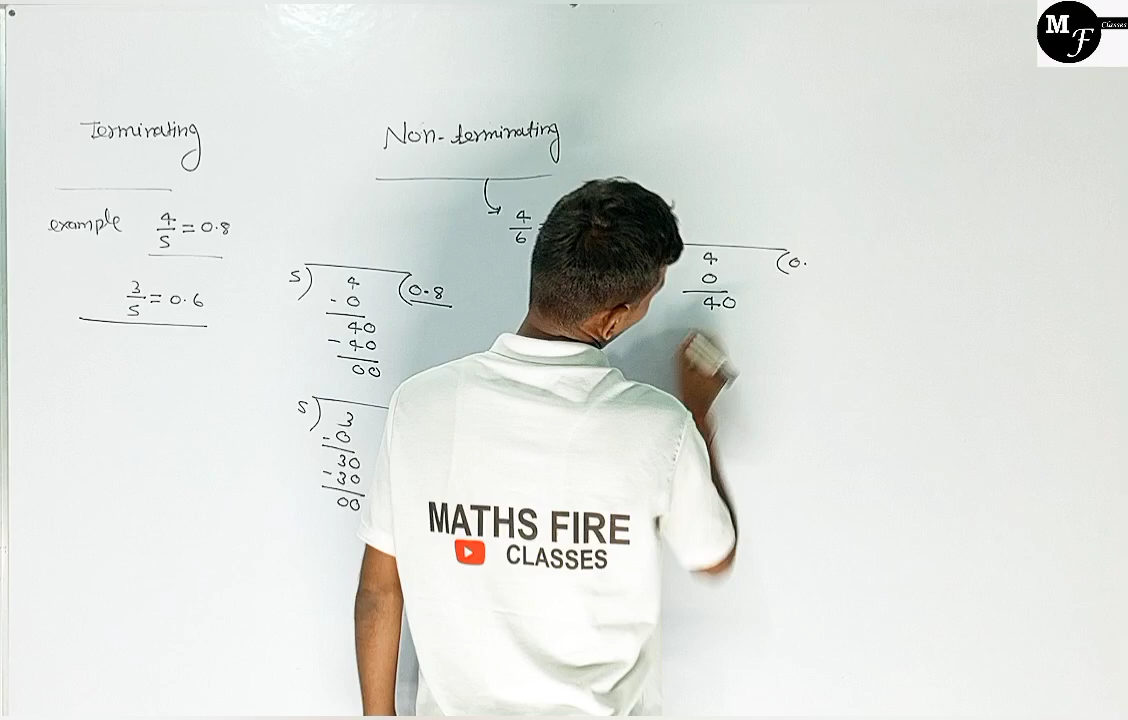 M F Classes
Terminating
example 4/5 = 0.8
3/5 = 0.6
Non-terminating
4/6
5) 4 (0.8
- 0
40
- 40
00
5) 3
- 0
30
- 30
00
4 (0.
0
40
MATHS FIRE
CLASSES